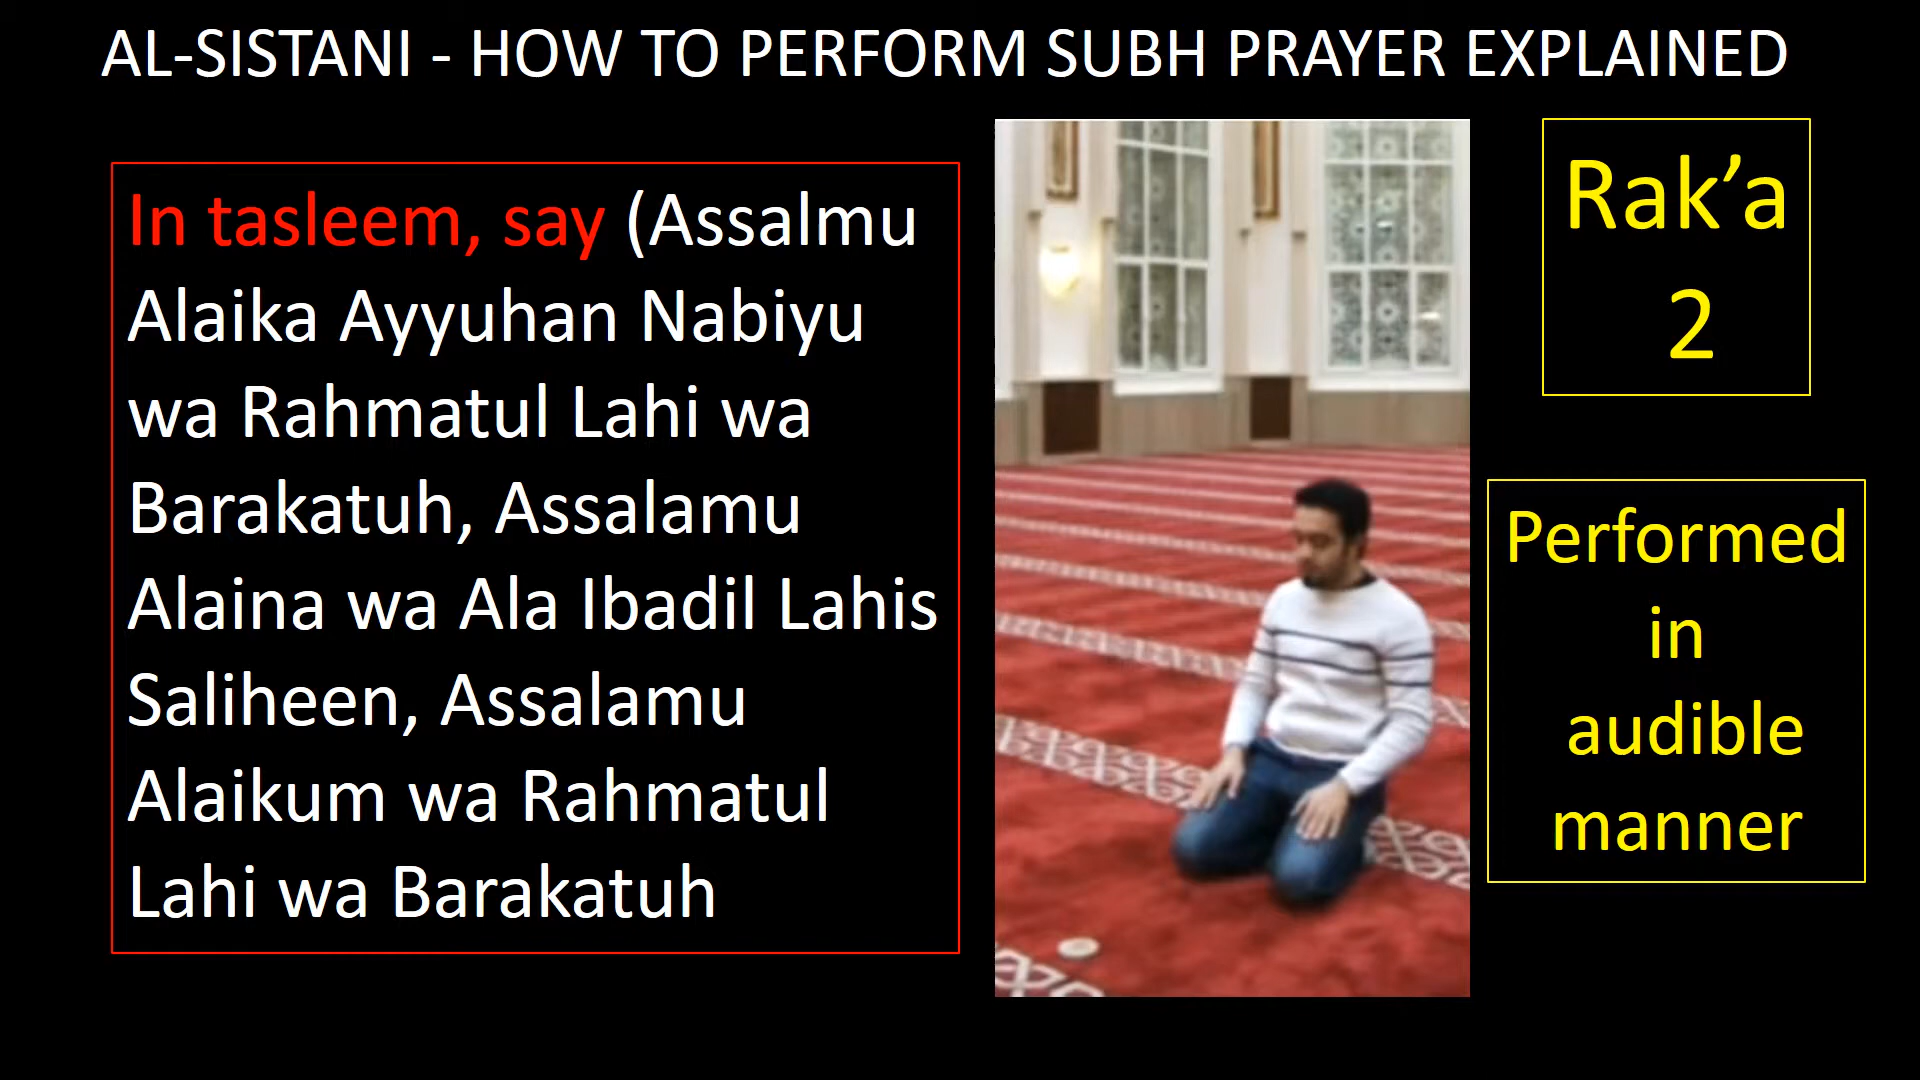 AL-SISTANI - HOW TO PERFORM SUBH PRAYER EXPLAINED
In tasleem, say (Assalmu
Alaika Ayyuhan Nabiyu
wa Rahmatul Lahi wa
Barakatuh, Assalamu
Alaina wa Ala Ibadil Lahis
Saliheen, Assalamu
Alaikum wa Rahmatul
Lahi wa Barakatuh
Rak’a
2
Performed
in
audible
manner